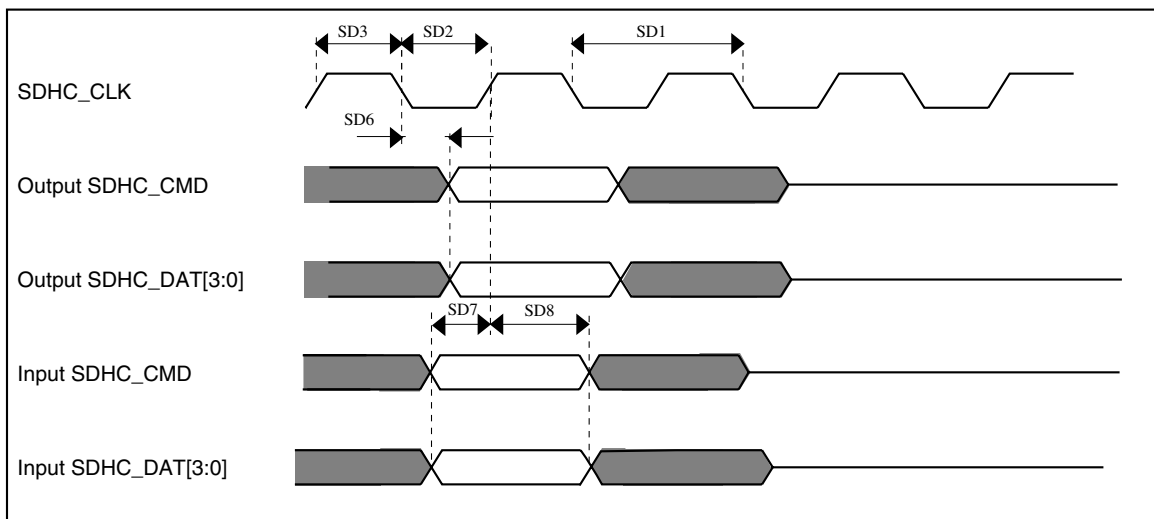 SD3 SD2 SD1
SDHC_CLK
SD6
Output SDHC_CMD
Output SDHC_DAT[3:0]
SD7 SD8
Input SDHC_CMD
Input SDHC_DAT[3:0]